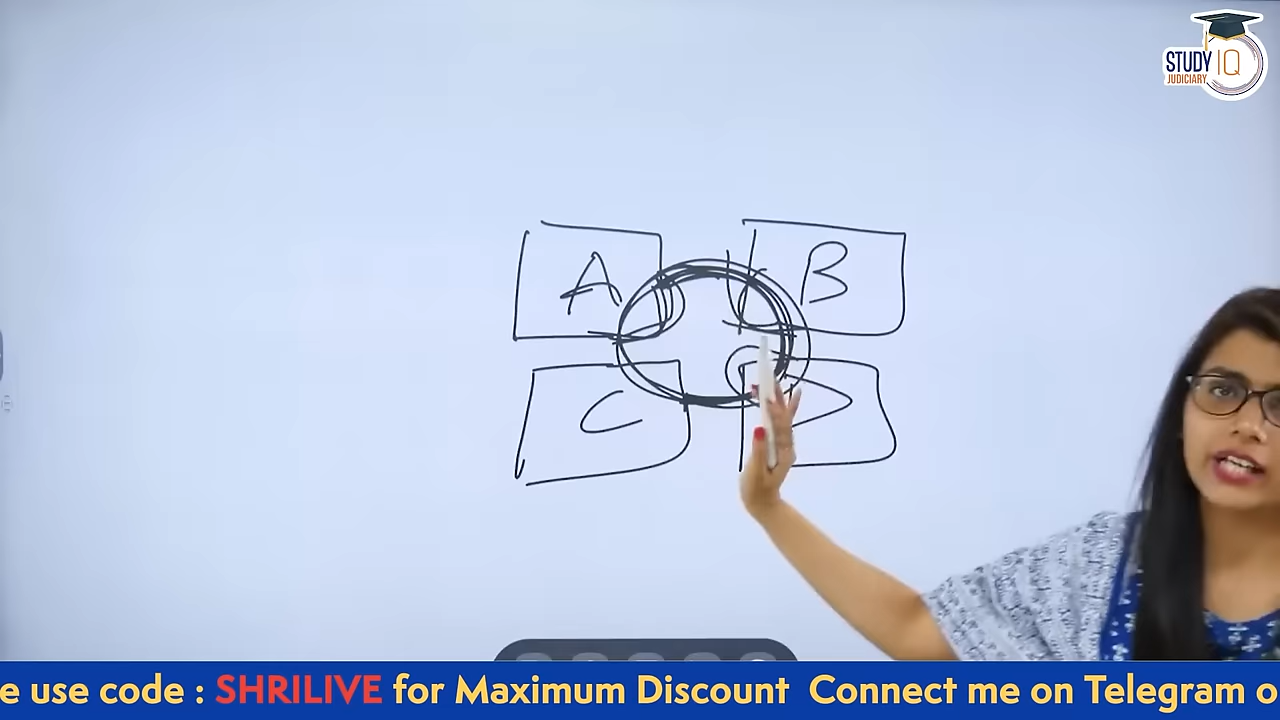 STUDY IQ
JUDICIARY
A
B
C
D
e use code : SHRILIVE for Maximum Discount Connect me on Telegram o